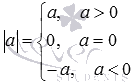 |a| = { a, a > 0
0, a = 0
−a, a < 0